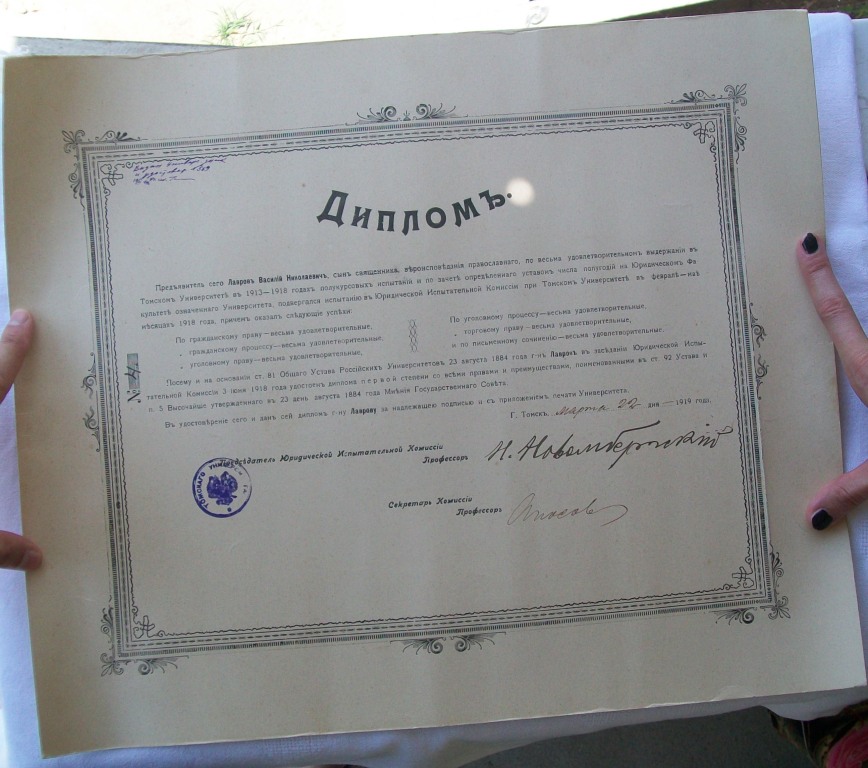 Дипломъ.
Предъявитель сего Лавровъ Василій Николаевичъ, сынъ священника, вѣроисповѣданія православнаго, по весьма удовлетворительномъ выдержаніи въ
Томскомъ Университетѣ въ 1913—1918 годахъ полукурсовыхъ испытаній и по зачетѣ опредѣленнаго уставомъ числа полугодій на Юридическомъ Фа-
культетѣ означеннаго Университета, подвергался испытанію въ Юридической Испытательной Комиссіи при Томскомъ Университетѣ въ февралѣ—маѣ
мѣсяцахъ 1918 года, причемъ оказалъ слѣдующіе успѣхи:
По гражданскому праву—весьма удовлетворительные,
„ гражданскому процессу—весьма удовлетворительные,
„ уголовному праву—весьма удовлетворительные,
По уголовному процессу—весьма удовлетворительные,
„ торговому праву—весьма удовлетворительные,
и по письменному сочиненію—весьма удовлетворительные.
Посему и на основаніи ст. 81 Общаго Устава Россійскихъ Университетовъ 23 августа 1884 года г-нъ Лавровъ въ засѣданіи Юридической Испы-
тательной Комиссіи 3 іюня 1918 года удостоенъ диплома первой степени со всѣми правами и преимуществами, поименованными въ ст. 92 Устава и
п. 3 Высочайше утвержденнаго въ 23 день августа 1884 года Мнѣнія Государственнаго Совѣта.
Въ удостовѣреніе сего и данъ сей дипломъ г-ну Лаврову за надлежащею подписью и съ приложеніемъ печати Университета.
Г. Томскъ, марта 22 дня—1919 года.
№
Предсѣдатель Юридической Испытательной Комиссіи
Профессоръ Н. Новомбергскій
Секретарь Комиссіи
Профессоръ
ТОМСКАГО